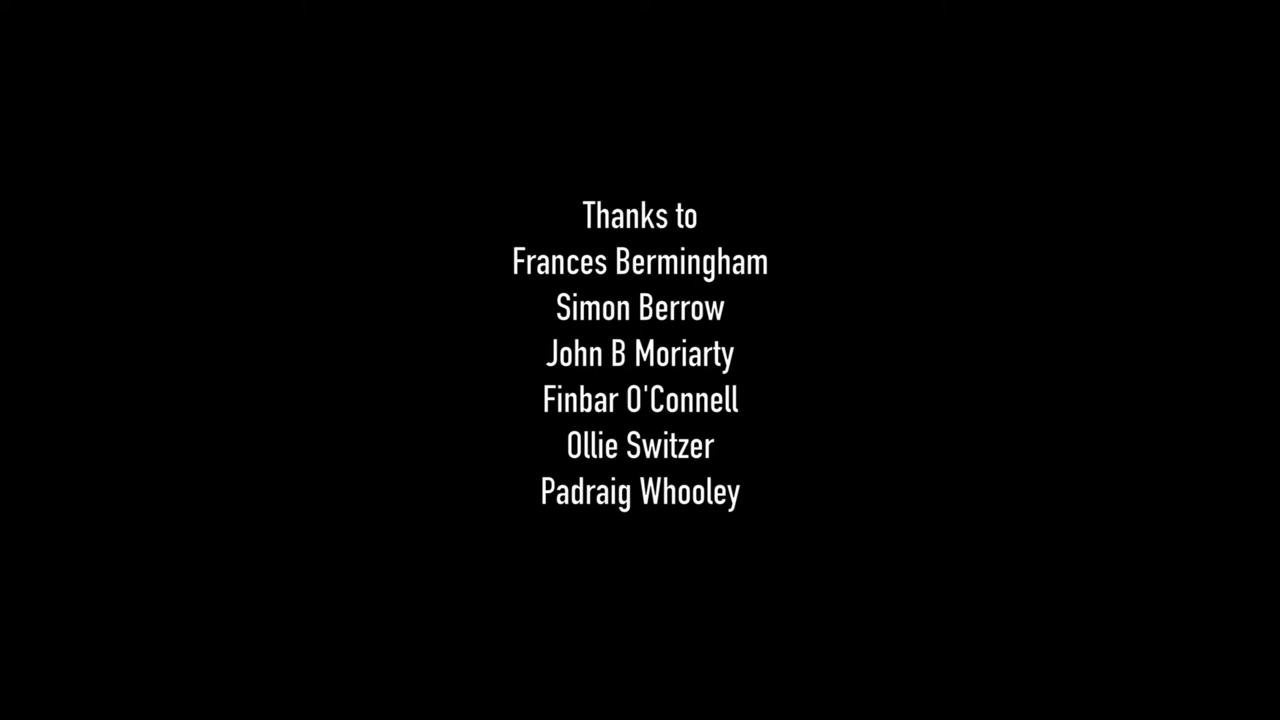 Thanks to
Frances Bermingham
Simon Berrow
John B Moriarty
Finbar O'Connell
Ollie Switzer
Padraig Whooley